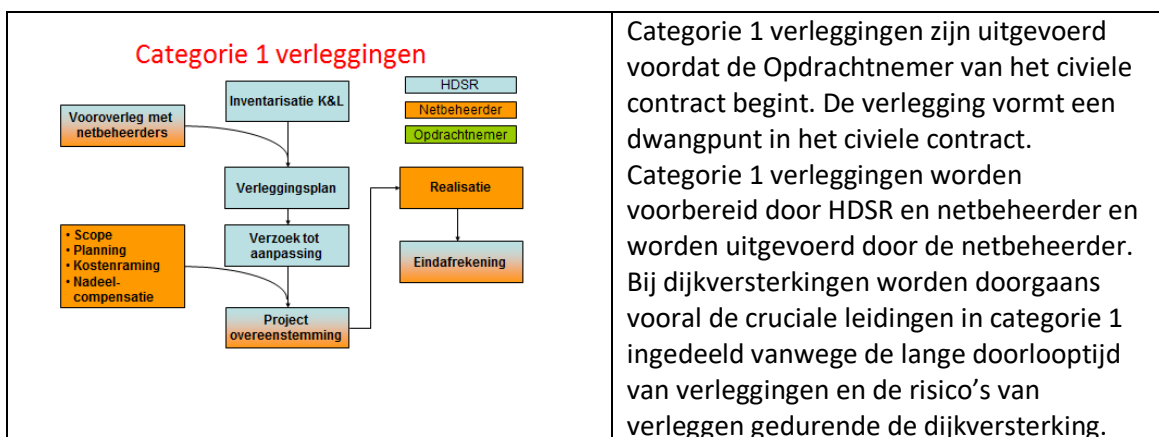 Categorie 1 verleggingen
HDSR
Netbeheerder
Opdrachtnemer
Inventarisatie K&L
Vooroverleg met
netbeheerders
Verleggingsplan
Realisatie
• Scope
• Planning
• Kostenraming
• Nadeel-
compensatie
Verzoek tot
aanpassing
Eindafrekening
Project
overeenstemming
Categorie 1 verleggingen zijn uitgevoerd
voordat de Opdrachtnemer van het civiele
contract begint. De verlegging vormt een
dwangpunt in het civiele contract.
Categorie 1 verleggingen worden
voorbereid door HDSR en netbeheerder en
worden uitgevoerd door de netbeheerder.
Bij dijkversterkingen worden doorgaans
vooral de cruciale leidingen in categorie 1
ingedeeld vanwege de lange doorlooptijd
van verleggingen en de risico’s van
verleggen gedurende de dijkversterking.